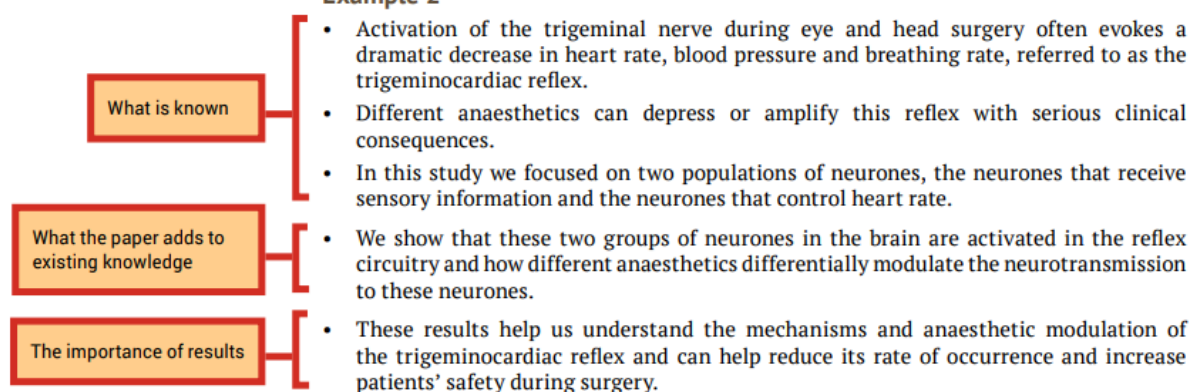 Example 2
• Activation of the trigeminal nerve during eye and head surgery often evokes a
dramatic decrease in heart rate, blood pressure and breathing rate, referred to as the
trigeminocardiac reflex.
What is known
• Different anaesthetics can depress or amplify this reflex with serious clinical
consequences.
• In this study we focused on two populations of neurones, the neurones that receive
sensory information and the neurones that control heart rate.
What the paper adds to
existing knowledge
• We show that these two groups of neurones in the brain are activated in the reflex
circuitry and how different anaesthetics differentially modulate the neurotransmission
to these neurones.
The importance of results
• These results help us understand the mechanisms and anaesthetic modulation of
the trigeminocardiac reflex and can help reduce its rate of occurrence and increase
patients’ safety during surgery.